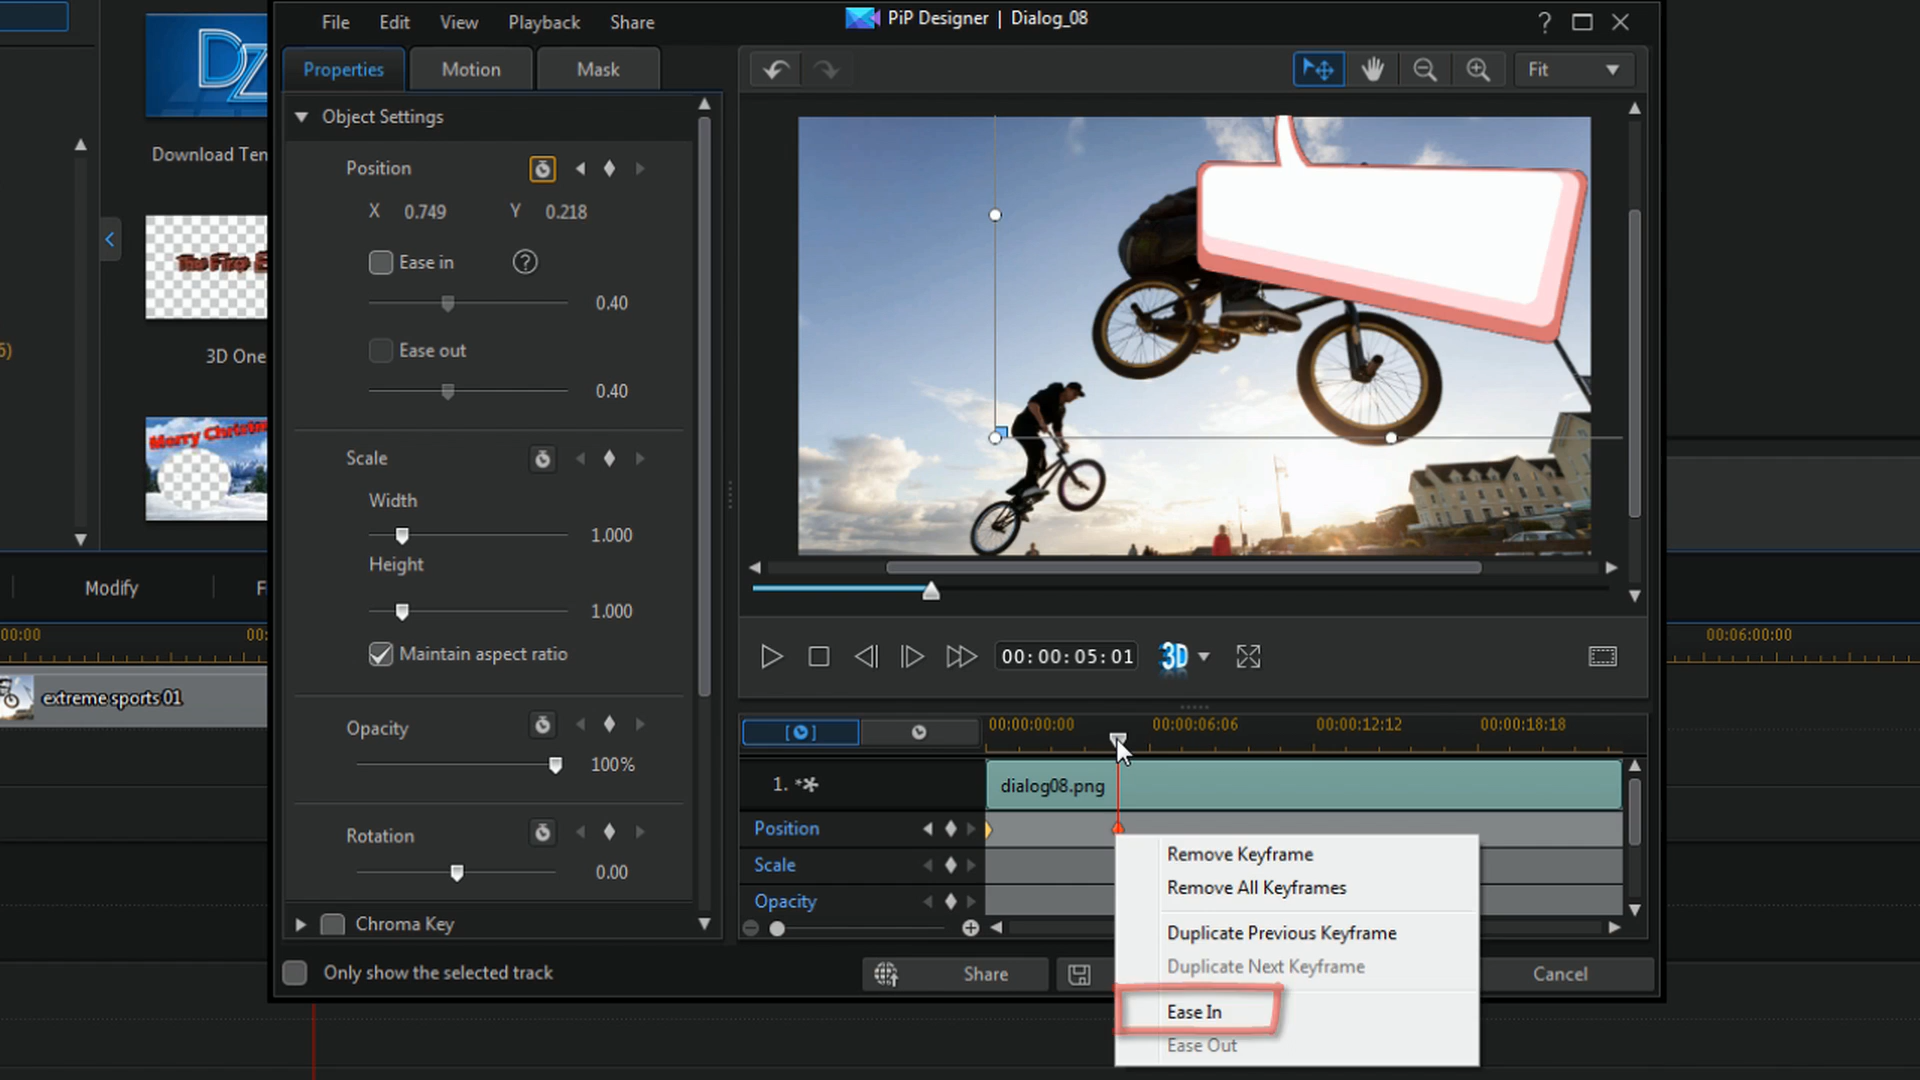 File Edit View Playback Share
PiP Designer | Dialog_08
Properties Motion Mask
Fit
Object Settings
Position
X 0.749 Y 0.218
Ease in
0.40
Ease out
0.40
Scale
Width
1.000
Height
1.000
Maintain aspect ratio
Opacity
100%
Rotation
0.00
Chroma Key
Only show the selected track
DZ
Download Ten
3D One
Merry Christm
5)
Modify
F
00:00
00:
extreme sports 01
00:00:05:01
3D
00:00:00:00 00:00:06:06 00:00:12:12 00:00:18:18
1.
dialog08.png
Position
Scale
Opacity
Share
Cancel
Remove Keyframe
Remove All Keyframes
Duplicate Previous Keyframe
Duplicate Next Keyframe
Ease In
Ease Out
00:06:00:00